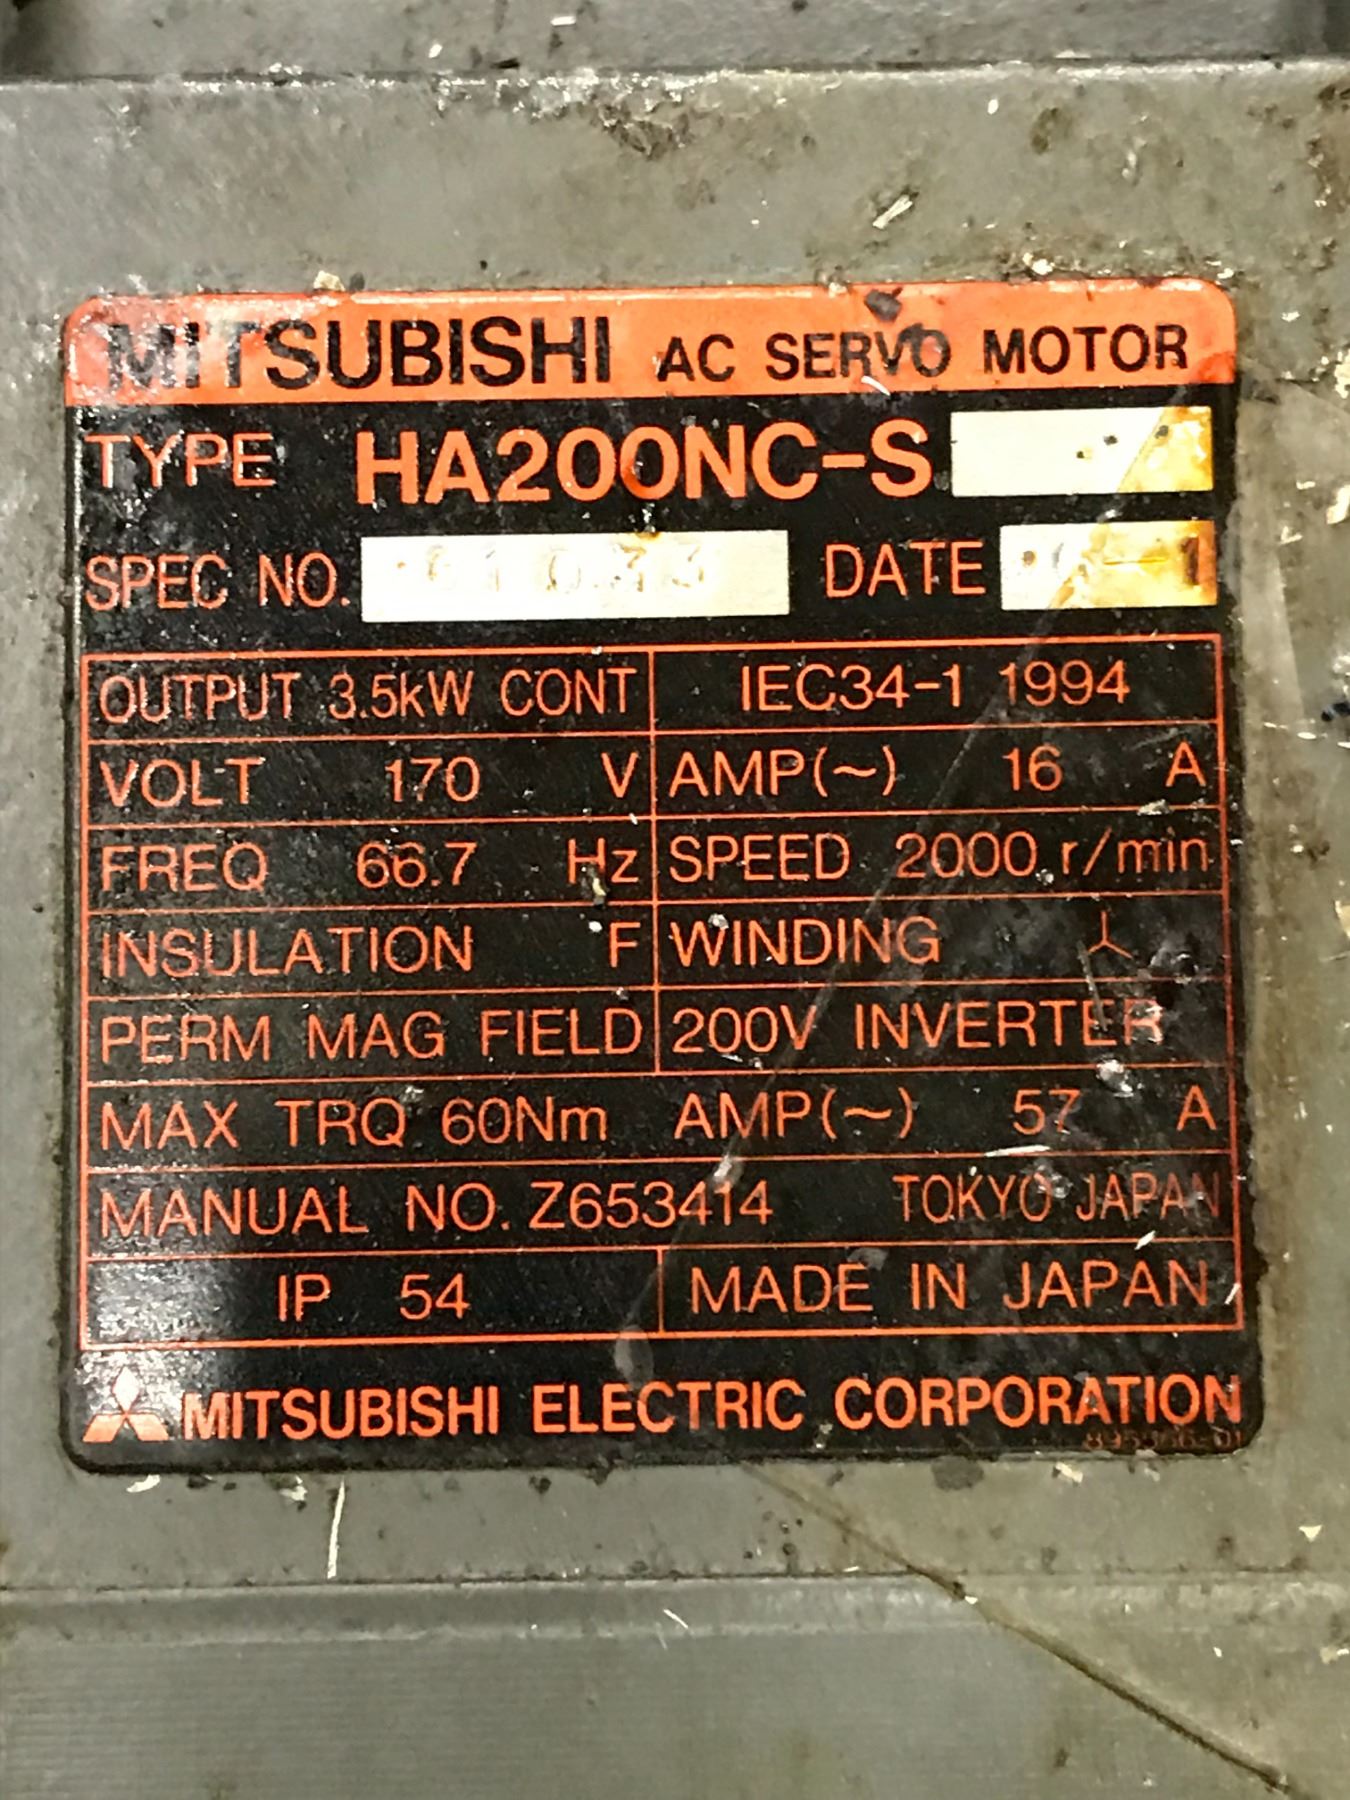 MITSUBISHI AC SERVO MOTOR
TYPE HA200NC-S
SPEC NO. DATE
OUTPUT 3.5kW CONT IEC34-1 1994
VOLT 170 V AMP(~) 16 A
FREQ 66.7 Hz SPEED 2000 r/min
INSULATION F WINDING
PERM MAG FIELD 200V INVERTER
MAX TRQ 60Nm AMP(~) 57 A
MANUAL NO. Z653414 TOKYO JAPAN
IP 54 MADE IN JAPAN
MITSUBISHI ELECTRIC CORPORATION